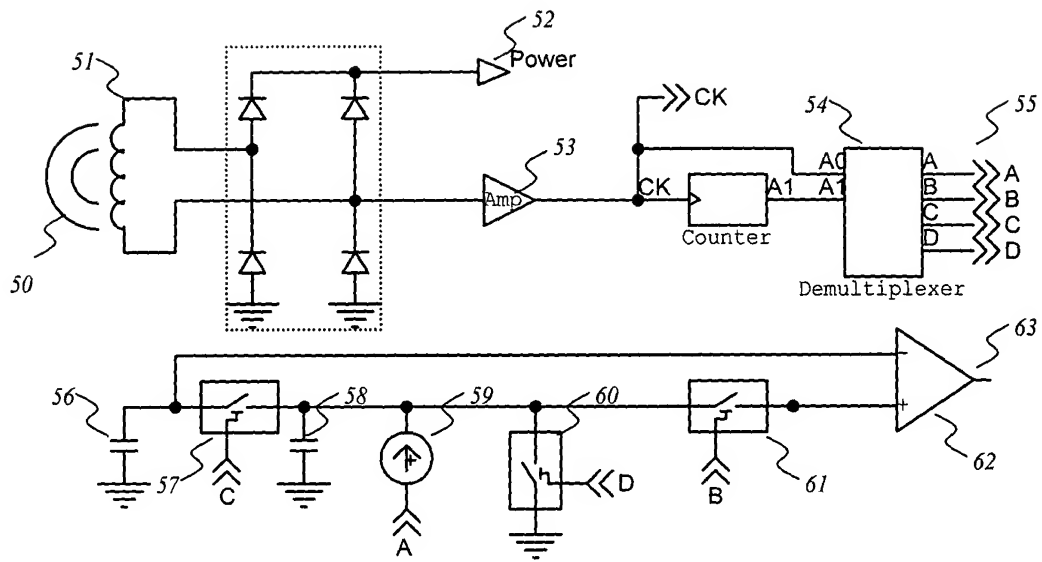 52
51
Power
CK
54
55
53
A0
A
A
Amp
CK
A1
A1
B
B
C
C
Counter
D
D
50
Demultiplexer
63
56
58
59
60
-
+
57
C
D
B
61
62
+
A